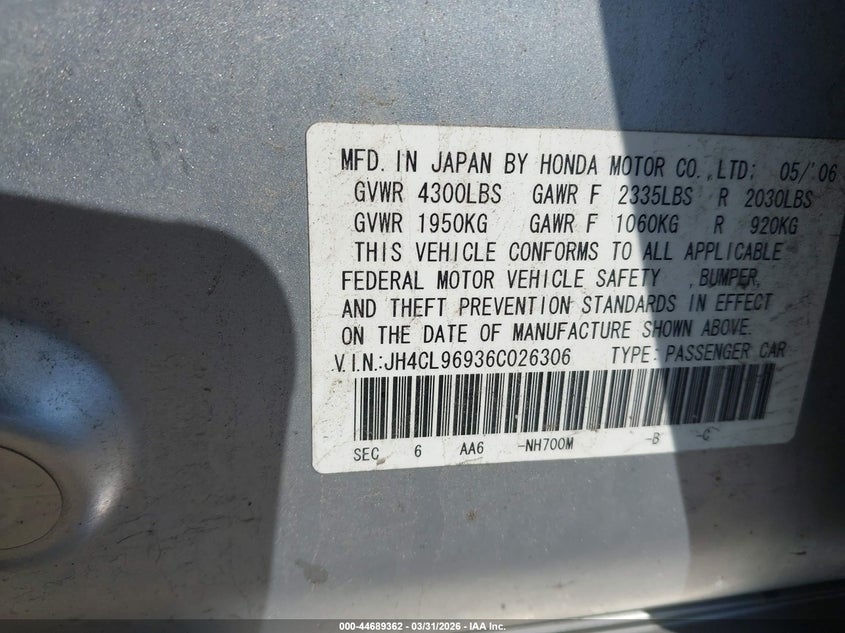 MFD. IN JAPAN BY HONDA MOTOR CO., LTD; 05/'06
GVWR 4300LBS GAWR F 2335LBS R 2030LBS
GVWR 1950KG GAWR F 1060KG R 920KG
THIS VEHICLE CONFORMS TO ALL APPLICABLE
FEDERAL MOTOR VEHICLE SAFETY , BUMPER,
AND THEFT PREVENTION STANDARDS IN EFFECT
ON THE DATE OF MANUFACTURE SHOWN ABOVE.
V.I.N.:JH4CL96936C026306 TYPE: PASSENGER CAR
SEC 6 AA6 -NH700M -B -C
000-44689362 - 03/31/2026 - IAA Inc.